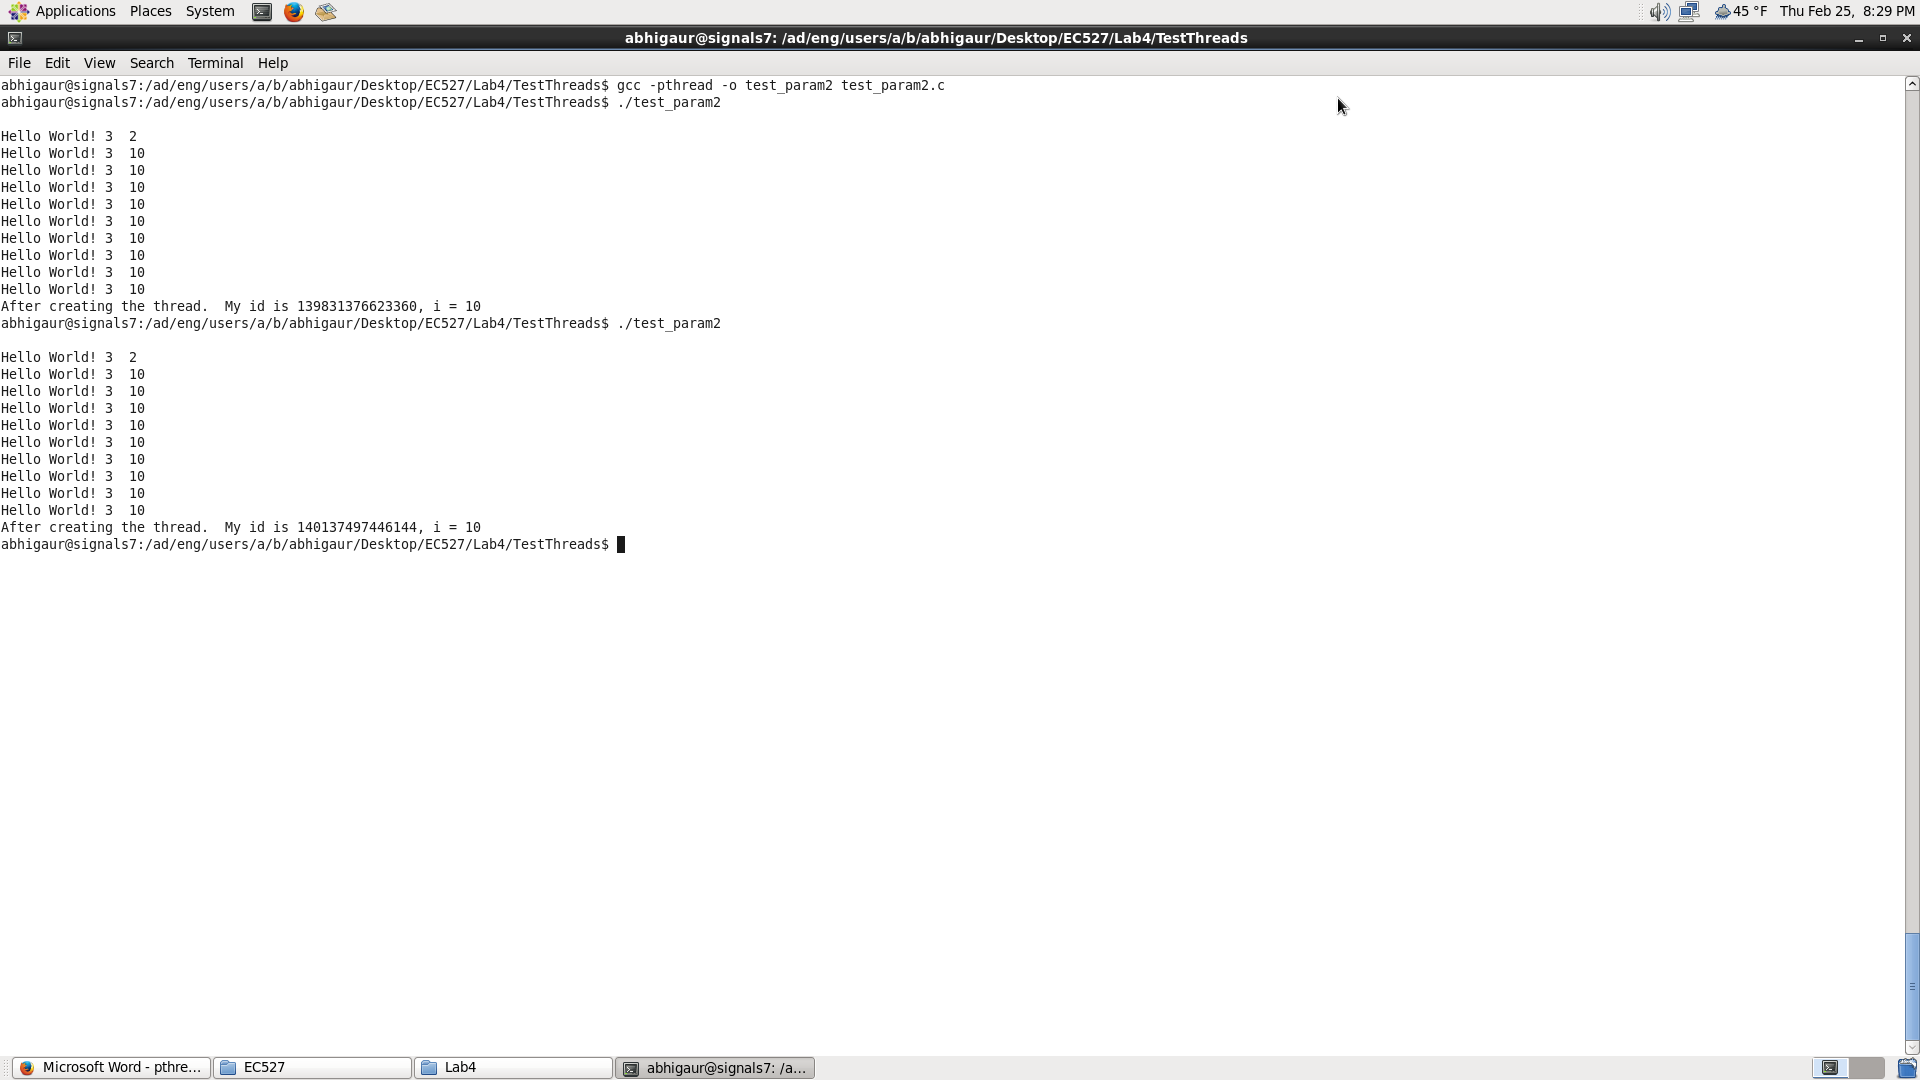 Applications Places System 45 °F Thu Feb 25, 8:29 PM
abhigaur@signals7: /ad/eng/users/a/b/abhigaur/Desktop/EC527/Lab4/TestThreads
File Edit View Search Terminal Help
abhigaur@signals7:/ad/eng/users/a/b/abhigaur/Desktop/EC527/Lab4/TestThreads$ gcc -pthread -o test_param2 test_param2.c
abhigaur@signals7:/ad/eng/users/a/b/abhigaur/Desktop/EC527/Lab4/TestThreads$ ./test_param2
Hello World! 3  2
Hello World! 3  10
Hello World! 3  10
Hello World! 3  10
Hello World! 3  10
Hello World! 3  10
Hello World! 3  10
Hello World! 3  10
Hello World! 3  10
Hello World! 3  10
After creating the thread.  My id is 139831376623360, i = 10
abhigaur@signals7:/ad/eng/users/a/b/abhigaur/Desktop/EC527/Lab4/TestThreads$ ./test_param2
Hello World! 3  2
Hello World! 3  10
Hello World! 3  10
Hello World! 3  10
Hello World! 3  10
Hello World! 3  10
Hello World! 3  10
Hello World! 3  10
Hello World! 3  10
Hello World! 3  10
After creating the thread.  My id is 140137497446144, i = 10
abhigaur@signals7:/ad/eng/users/a/b/abhigaur/Desktop/EC527/Lab4/TestThreads$
Microsoft Word - pthre... EC527 Lab4 abhigaur@signals7: /a...